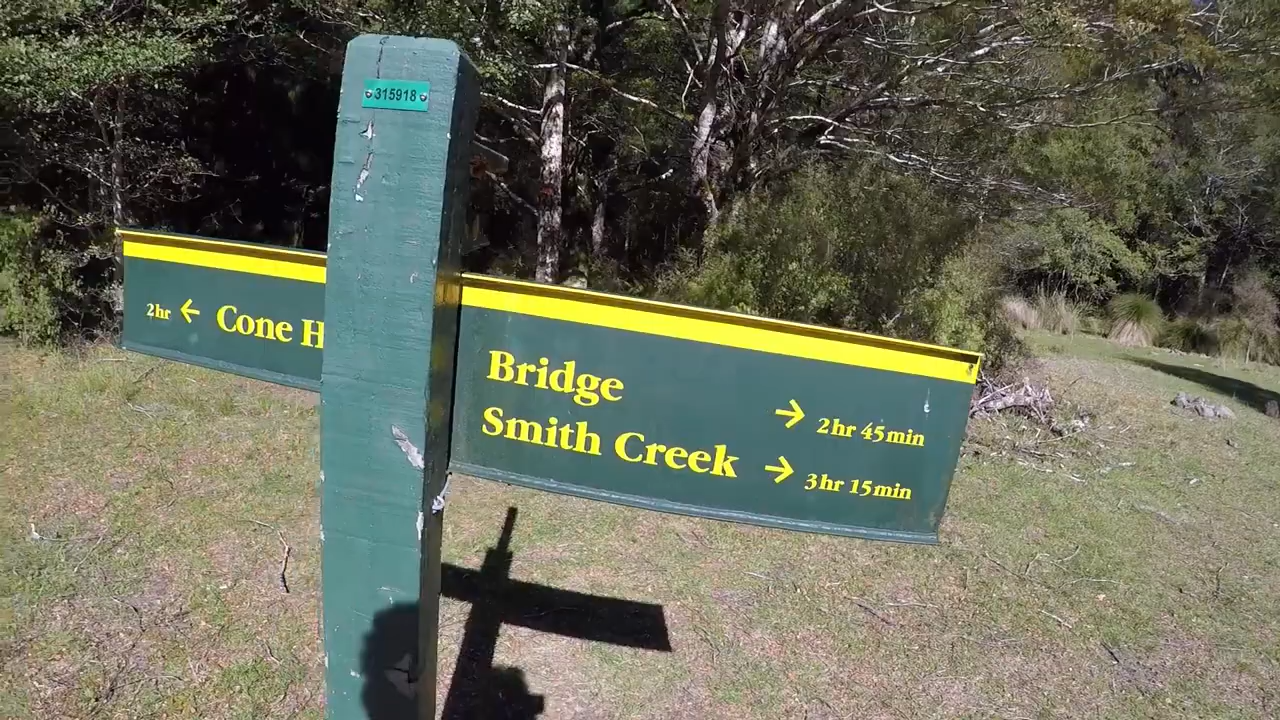 315918
2hr ← Cone H
Bridge → 2hr 45min
Smith Creek → 3hr 15min